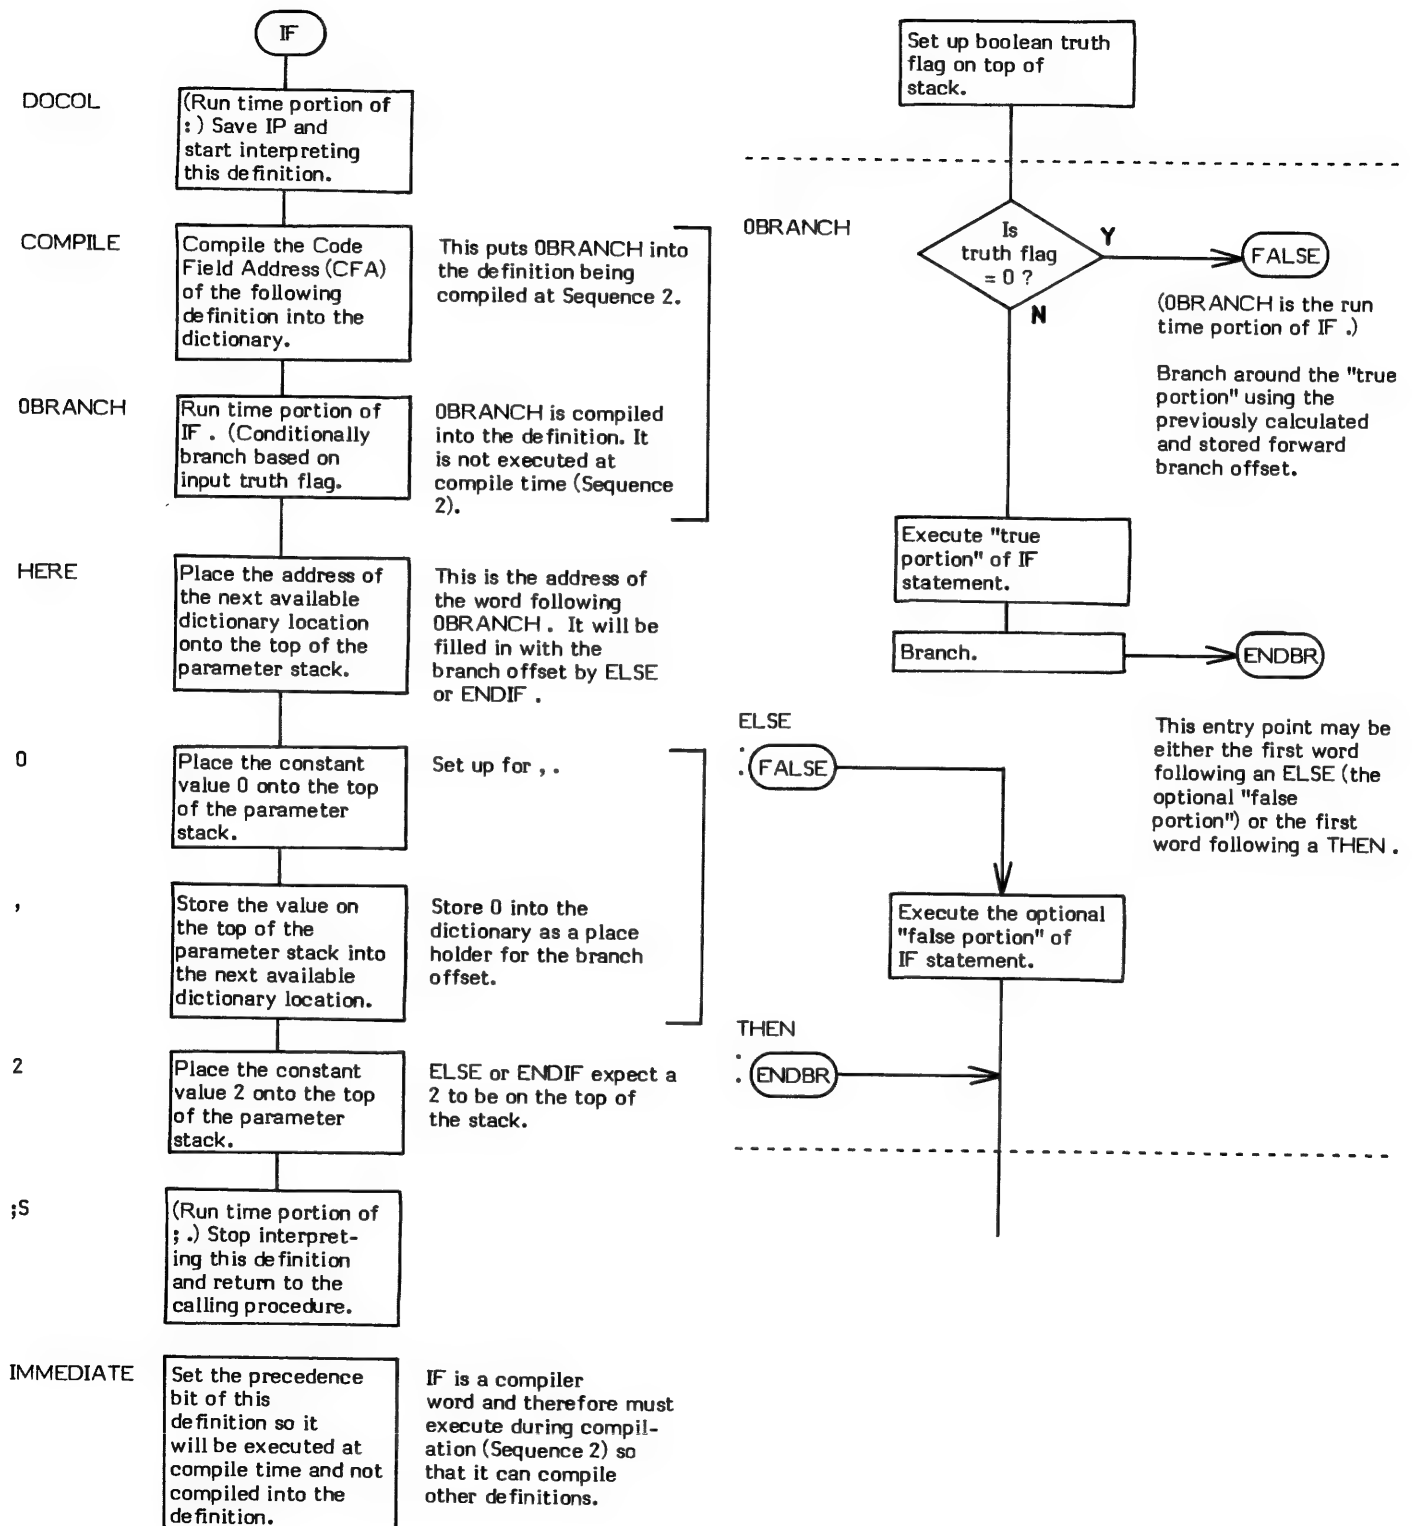 IF
DOCOL
(Run time portion of
: ) Save IP and
start interpreting
this definition.
COMPILE
Compile the Code
Field Address (CFA)
of the following
definition into the
dictionary.
This puts 0BRANCH into
the definition being
compiled at Sequence 2.
0BRANCH
Run time portion of
IF . (Conditionally
branch based on
input truth flag.
0BRANCH is compiled
into the definition. It
is not executed at
compile time (Sequence
2).
HERE
Place the address of
the next available
dictionary location
onto the top of the
parameter stack.
This is the address of
the word following
0BRANCH . It will be
filled in with the
branch offset by ELSE
or ENDIF .
0
Place the constant
value 0 onto the top
of the parameter
stack.
Set up for , .
,
Store the value on
the top of the
parameter stack into
the next available
dictionary location.
Store 0 into the
dictionary as a place
holder for the branch
offset.
2
Place the constant
value 2 onto the top
of the parameter
stack.
ELSE or ENDIF expect a
2 to be on the top of
the stack.
;S
(Run time portion of
; .) Stop interpret-
ing this definition
and return to the
calling procedure.
IMMEDIATE
Set the precedence
bit of this
definition so it
will be executed at
compile time and not
compiled into the
definition.
IF is a compiler
word and therefore must
execute during compil-
ation (Sequence 2) so
that it can compile
other definitions.
Set up boolean truth
flag on top of
stack.
0BRANCH
Is
truth flag
= 0 ?
Y
N
FALSE
(0BRANCH is the run
time portion of IF .)
Branch around the "true
portion" using the
previously calculated
and stored forward
branch offset.
Execute "true
portion" of IF
statement.
Branch.
ENDBR
ELSE
: FALSE
This entry point may be
either the first word
following an ELSE (the
optional "false
portion") or the first
word following a THEN .
Execute the optional
"false portion" of
IF statement.
THEN
: ENDBR